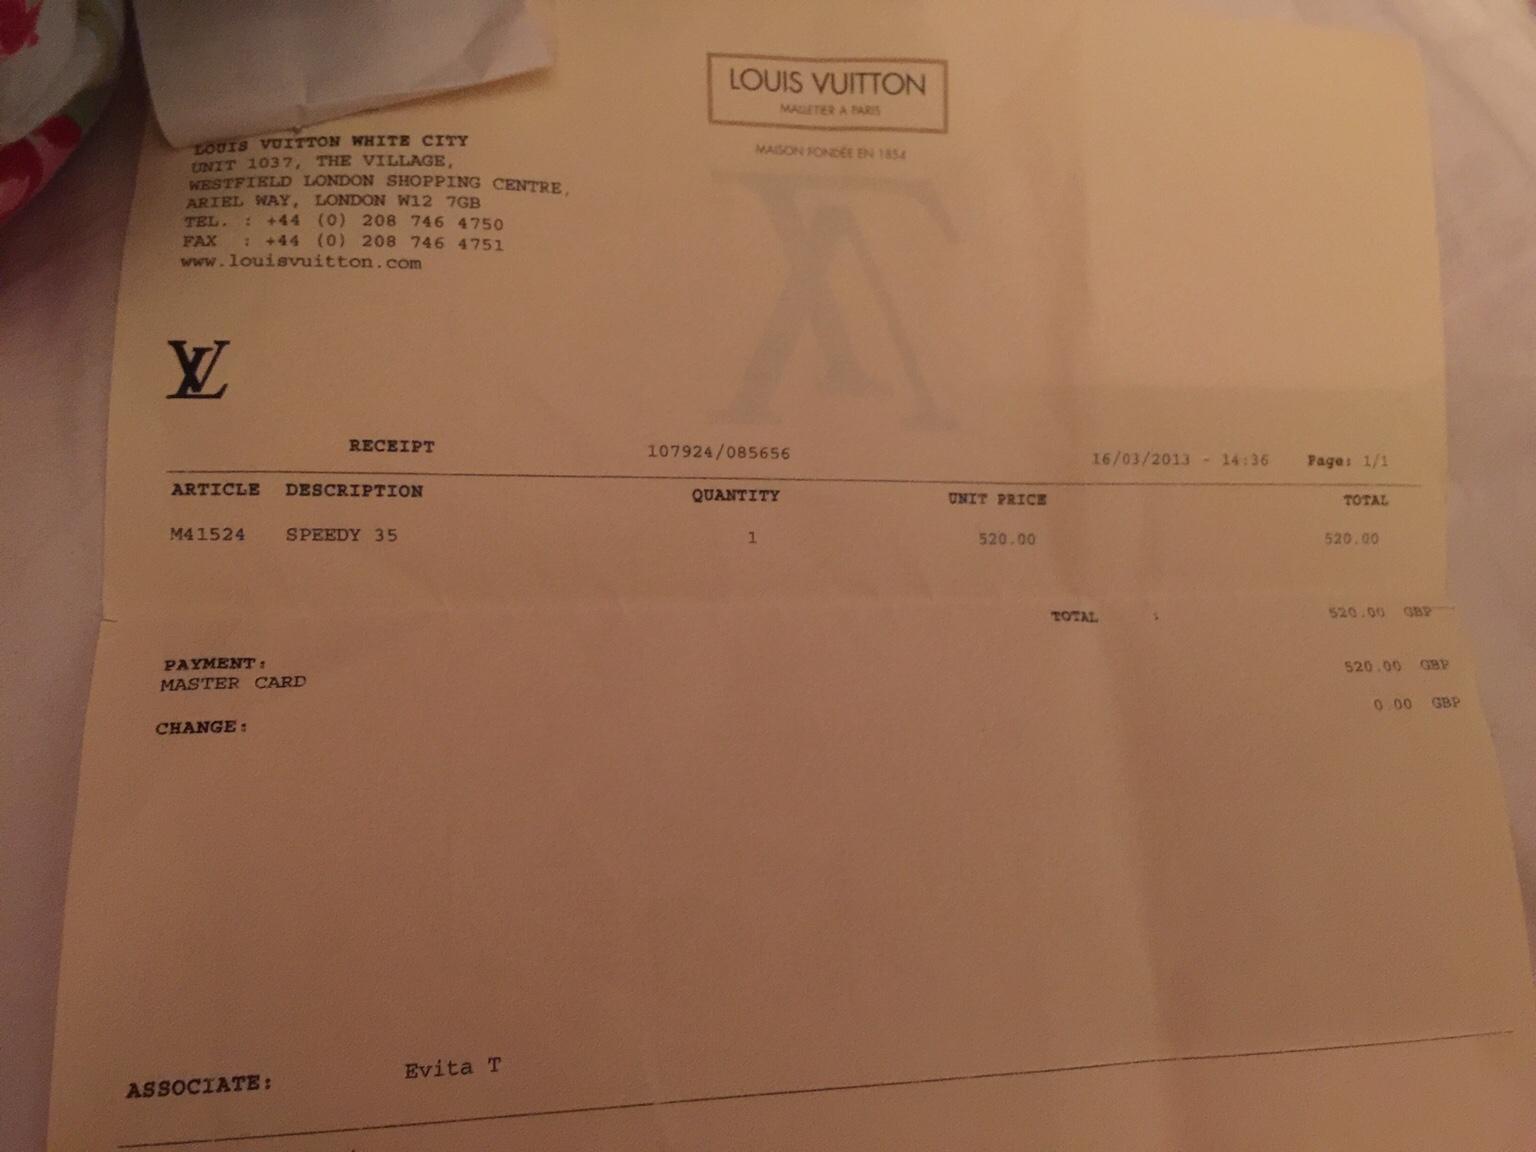 LOUIS VUITTON
MALLETIER A PARIS
MAISON FONDÉE EN 1854
LOUIS VUITTON WHITE CITY
UNIT 1037, THE VILLAGE,
WESTFIELD LONDON SHOPPING CENTRE,
ARIEL WAY, LONDON W12 7GB
TEL. : +44 (0) 208 746 4750
FAX : +44 (0) 208 746 4751
www.louisvuitton.com
LV
RECEIPT 107924/085656 16/03/2013 - 14:36 Page: 1/1
ARTICLE DESCRIPTION QUANTITY UNIT PRICE TOTAL
M41524 SPEEDY 35 1 520.00 520.00
TOTAL : 520.00 GBP
PAYMENT:
MASTER CARD 520.00 GBP
CHANGE: 0.00 GBP
ASSOCIATE: Evita T